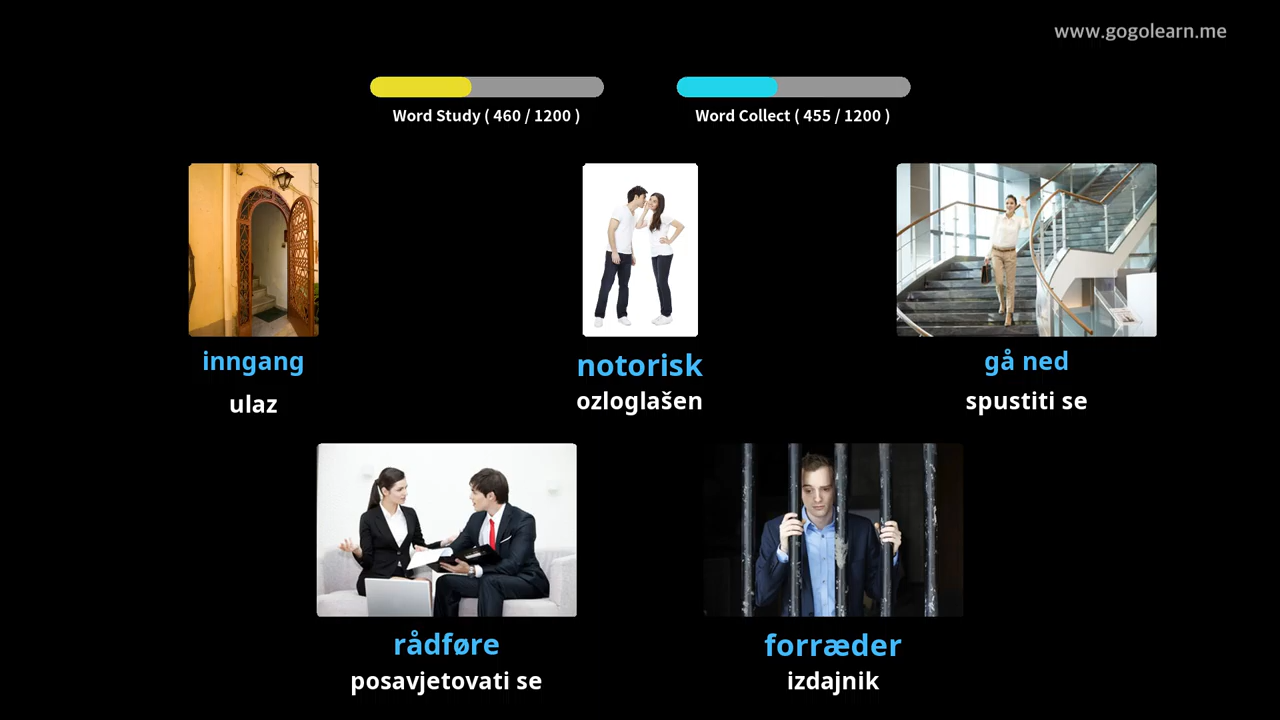 www.gogolearn.me
Word Study ( 460 / 1200 )
Word Collect ( 455 / 1200 )
inngang
ulaz
notorisk
ozloglašen
gå ned
spustiti se
rådføre
posavjetovati se
forræder
izdajnik